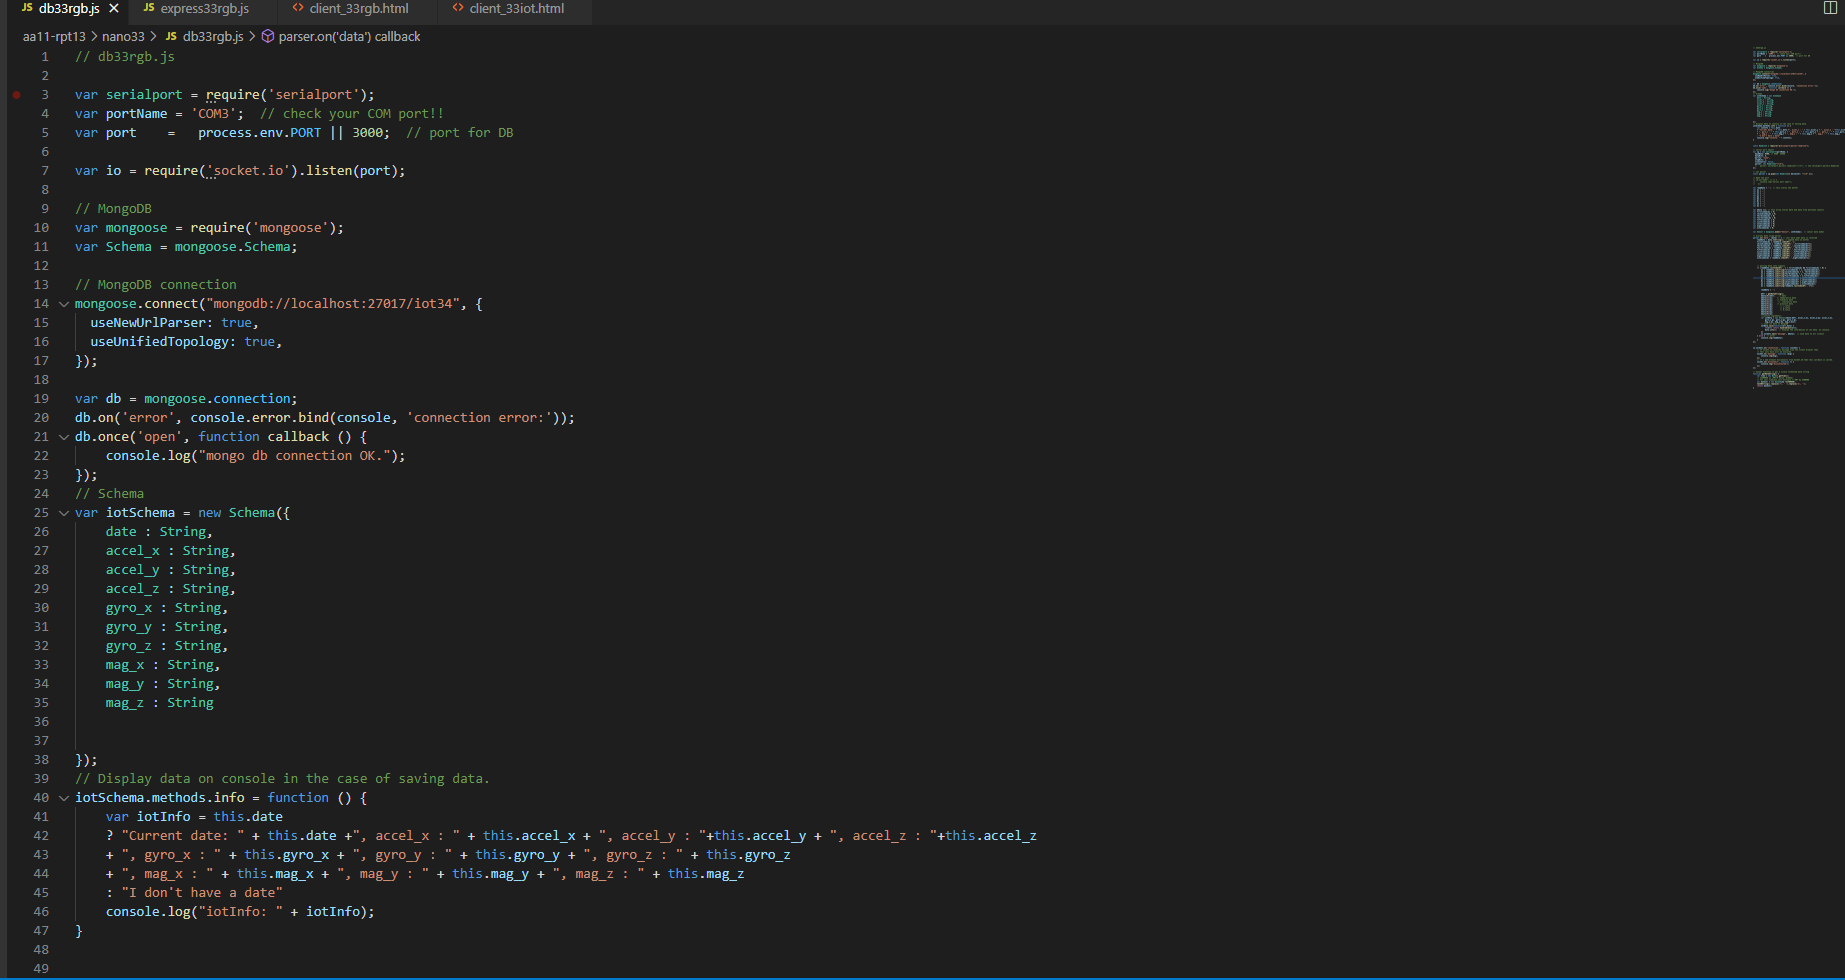 JS db33rgb.js × JS express33rgb.js <> client_33rgb.html <> client_33iot.html
aa11-rpt13 > nano33 > JS db33rgb.js > parser.on('data') callback
1 // db33rgb.js
2
3 var serialport = require('serialport');
4 var portName = 'COM3';  // check your COM port!!
5 var port    =   process.env.PORT || 3000;  // port for DB
6
7 var io = require('socket.io').listen(port);
8
9 // MongoDB
10 var mongoose = require('mongoose');
11 var Schema = mongoose.Schema;
12
13 // MongoDB connection
14 mongoose.connect("mongodb://localhost:27017/iot34", {
15   useNewUrlParser: true,
16   useUnifiedTopology: true,
17 });
18
19 var db = mongoose.connection;
20 db.on('error', console.error.bind(console, 'connection error:'));
21 db.once('open', function callback () {
22     console.log("mongo db connection OK.");
23 });
24 // Schema
25 var iotSchema = new Schema({
26     date : String,
27     accel_x : String,
28     accel_y : String,
29     accel_z : String,
30     gyro_x : String,
31     gyro_y : String,
32     gyro_z : String,
33     mag_x : String,
34     mag_y : String,
35     mag_z : String
36
37
38 });
39 // Display data on console in the case of saving data.
40 iotSchema.methods.info = function () {
41     var iotInfo = this.date
42     ? "Current date: " + this.date +", accel_x : " + this.accel_x + ", accel_y : "+this.accel_y + ", accel_z : "+this.accel_z
43     + ", gyro_x : " + this.gyro_x + ", gyro_y : " + this.gyro_y + ", gyro_z : " + this.gyro_z
44     + ", mag_x : " + this.mag_x + ", mag_y : " + this.mag_y + ", mag_z : " + this.mag_z
45     : "I don't have a date"
46     console.log("iotInfo: " + iotInfo);
47 }
48
49